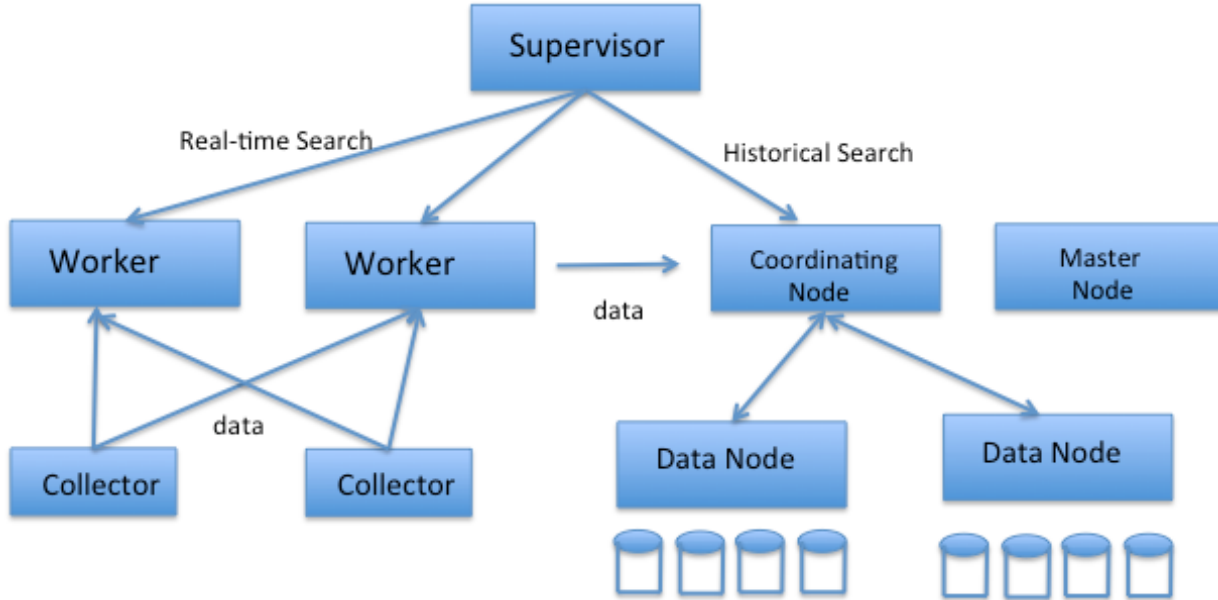 Supervisor
Real-time Search
Historical Search
Worker
Worker
Coordinating
Node
Master
Node
data
data
Collector
Collector
Data Node
Data Node